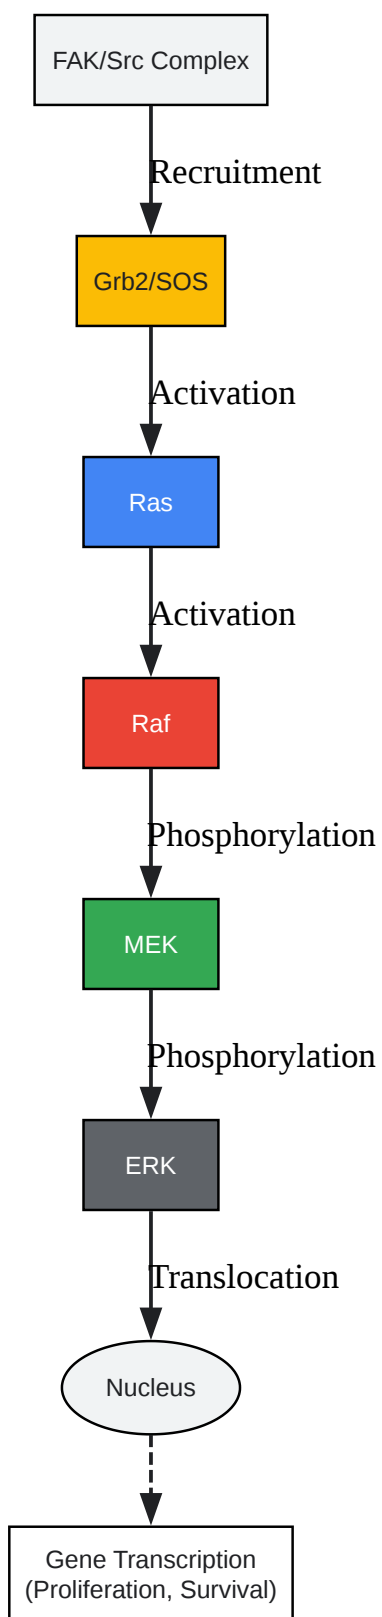 FAK/Src Complex
Recruitment
Grb2/SOS
Activation
Ras
Activation
Raf
Phosphorylation
MEK
Phosphorylation
ERK
Translocation
Nucleus
Gene Transcription
(Proliferation, Survival)